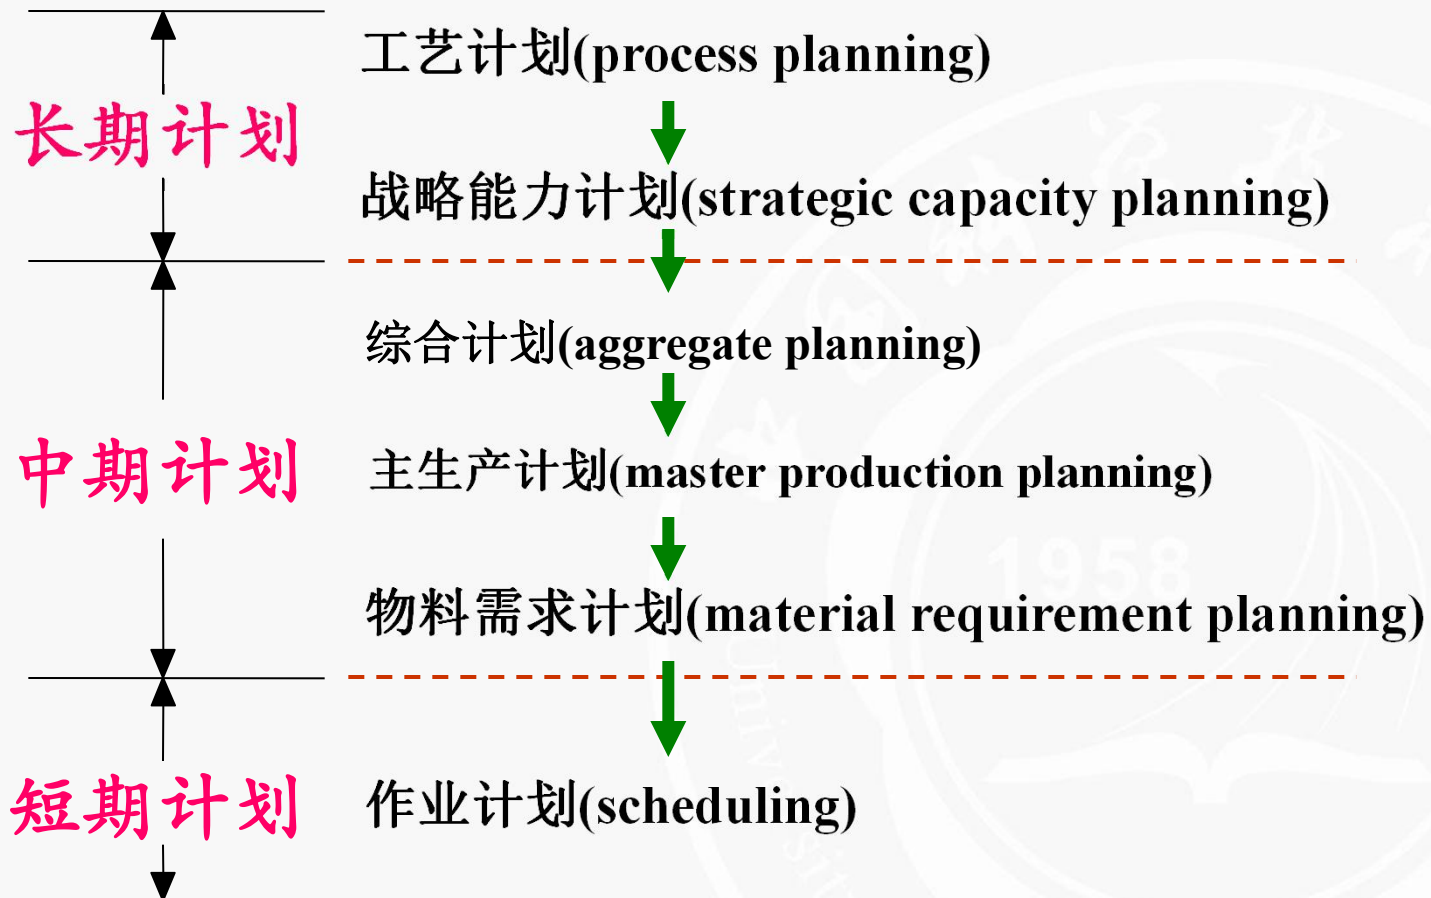 工艺计划(process planning)
长期计划
战略能力计划(strategic capacity planning)
综合计划(aggregate planning)
中期计划
主生产计划(master production planning)
1958
物料需求计划(material requirement planning)
短期计划
作业计划(scheduling)